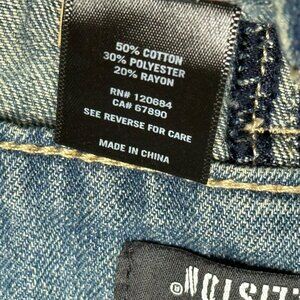 50% COTTON
30% POLYESTER
20% RAYON
RN# 120684
CA# 67890
SEE REVERSE FOR CARE
MADE IN CHINA